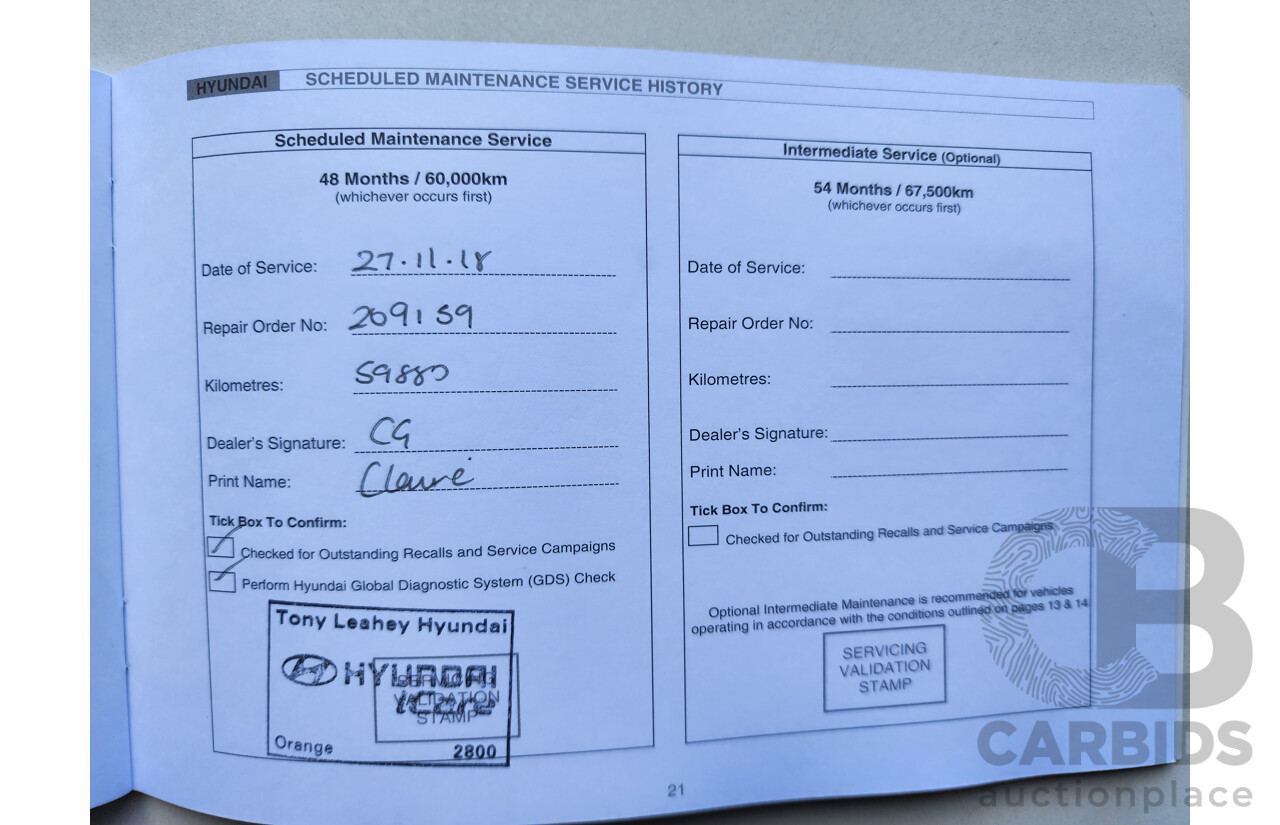 HYUNDAI SCHEDULED MAINTENANCE SERVICE HISTORY
Scheduled Maintenance Service
48 Months / 60,000km
(whichever occurs first)
Date of Service: 27.11.18
Repair Order No: 209159
Kilometres: 59880
Dealer's Signature: CG
Print Name: Claire
Tick Box To Confirm:
Checked for Outstanding Recalls and Service Campaigns
Perform Hyundai Global Diagnostic System (GDS) Check
Tony Leahey Hyundai
HYUNDAI
iCare
SERVICING
VALIDATION
STAMP
Orange 2800
Intermediate Service (Optional)
54 Months / 67,500km
(whichever occurs first)
Date of Service:
Repair Order No:
Kilometres:
Dealer's Signature:
Print Name:
Tick Box To Confirm:
Checked for Outstanding Recalls and Service Campaigns
Optional Intermediate Maintenance is recommended for vehicles
operating in accordance with the conditions outlined on pages 13 & 14
SERVICING
VALIDATION
STAMP
21
CB
CARBIDS
auctionplace